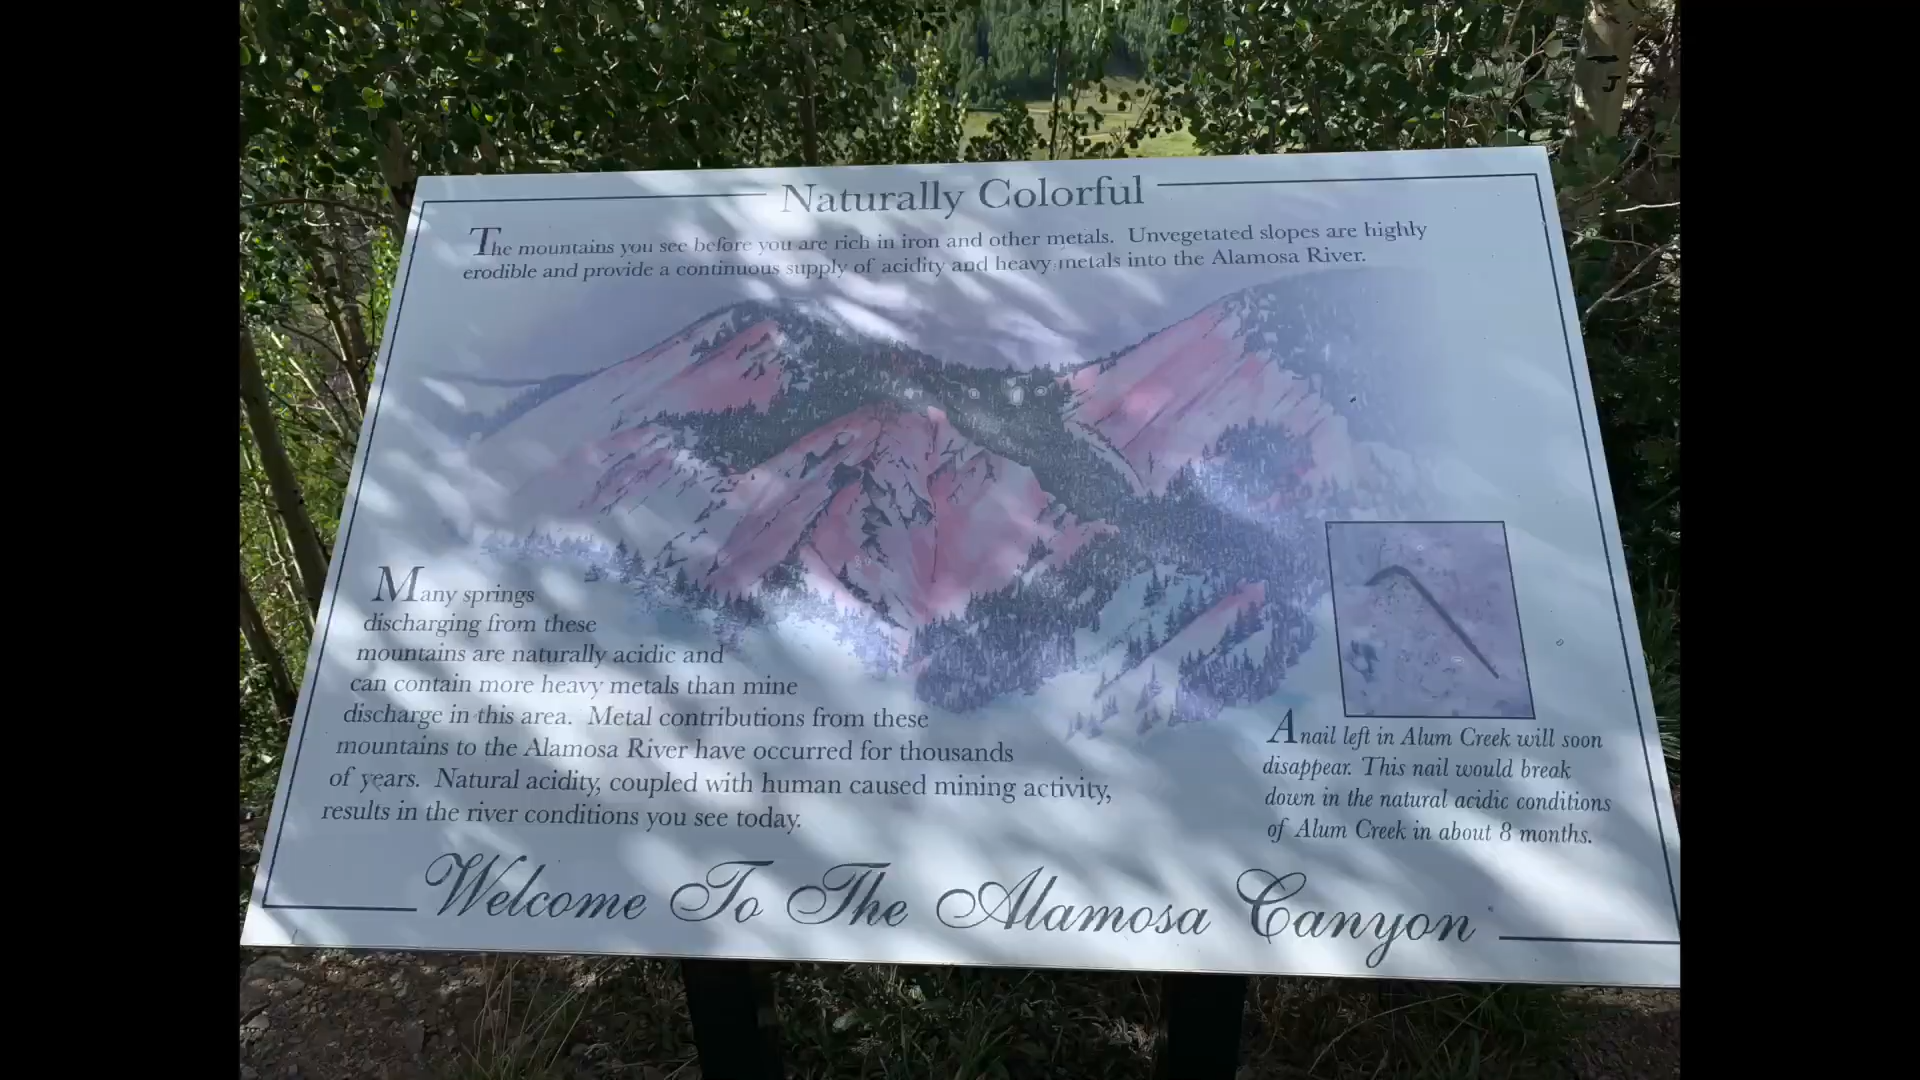 Naturally Colorful
The mountains you see before you are rich in iron and other metals. Unvegetated slopes are highly
erodible and provide a continuous supply of acidity and heavy metals into the Alamosa River.
Many springs
discharging from these
mountains are naturally acidic and
can contain more heavy metals than mine
discharge in this area. Metal contributions from these
mountains to the Alamosa River have occurred for thousands
of years. Natural acidity, coupled with human caused mining activity,
results in the river conditions you see today.
A nail left in Alum Creek will soon
disappear. This nail would break
down in the natural acidic conditions
of Alum Creek in about 8 months.
Welcome To The Alamosa Canyon